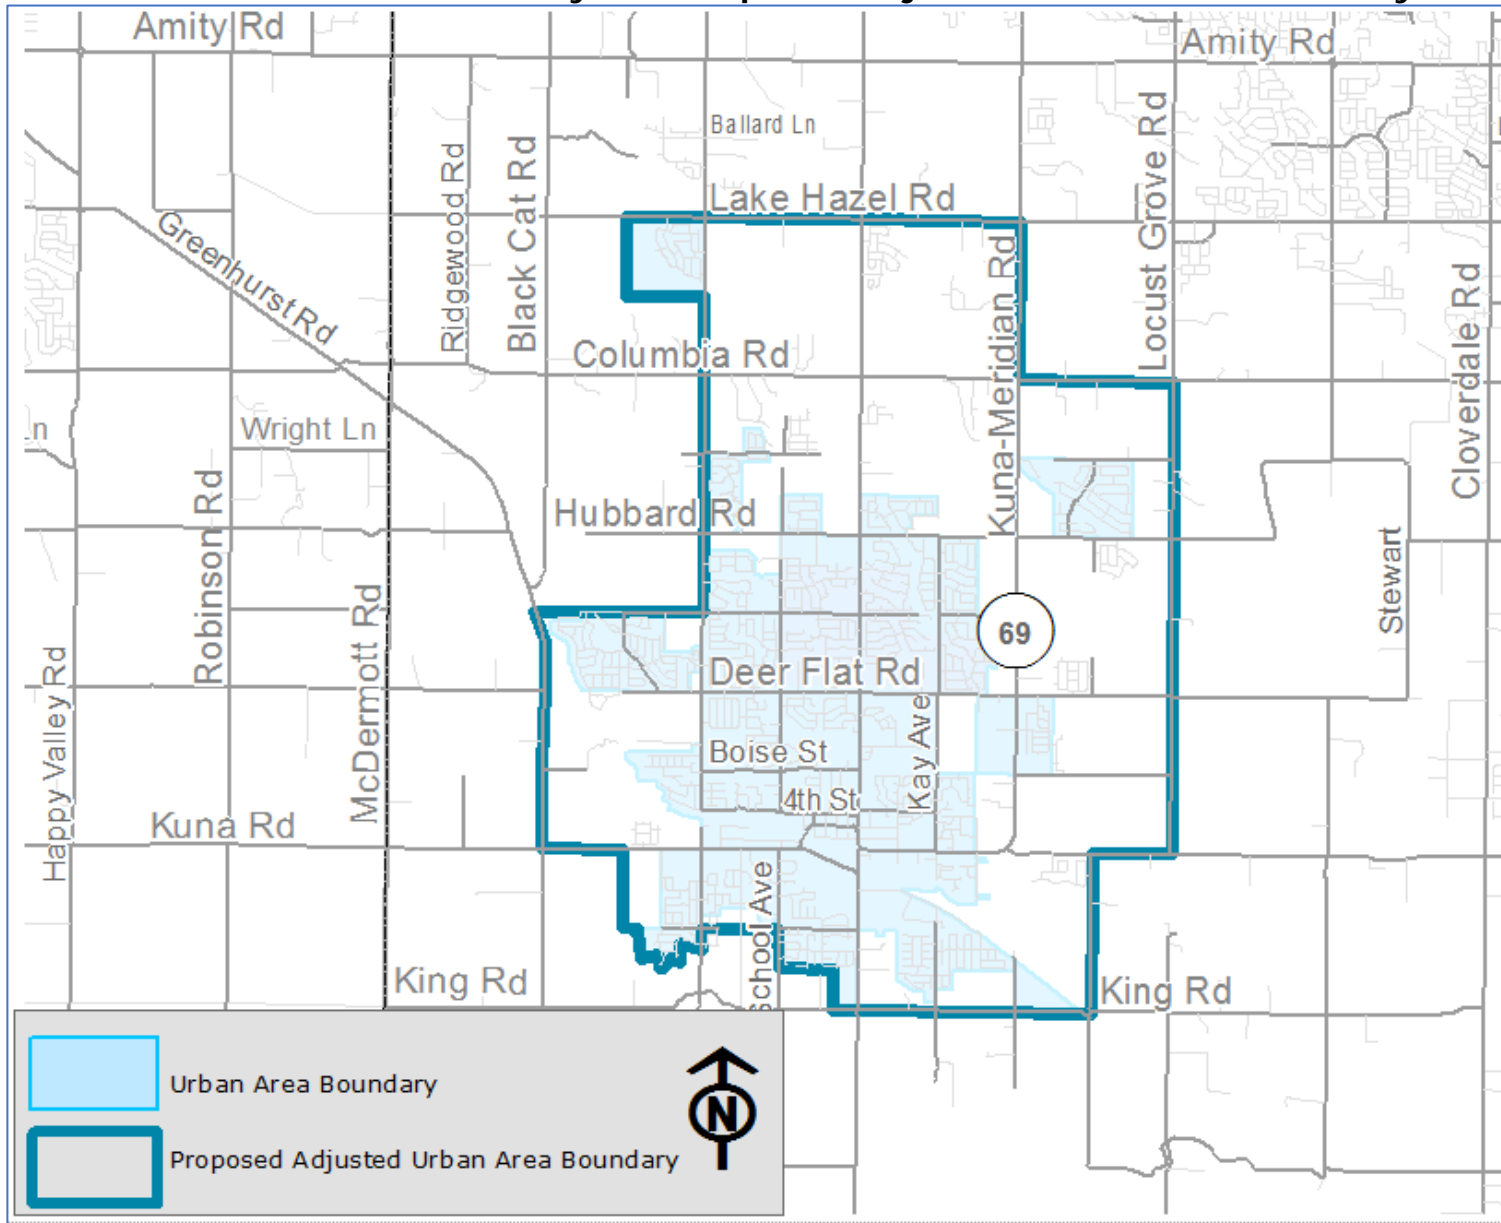 Amity Rd
Amity Rd
Ballard Ln
Lake Hazel Rd
Ridgewood Rd
Black Cat Rd
Locust Grove Rd
Greenhurst Rd
Kuna-Meridian Rd
Cloverdale Rd
Columbia Rd
Ln
Wright Ln
Hubbard Rd
Robinson Rd
McDermott Rd
Stewart
69
Happy Valley Rd
Deer Flat Rd
Kay Ave
Boise St
4th St
Kuna Rd
School Ave
King Rd
King Rd
Urban Area Boundary
N
Proposed Adjusted Urban Area Boundary